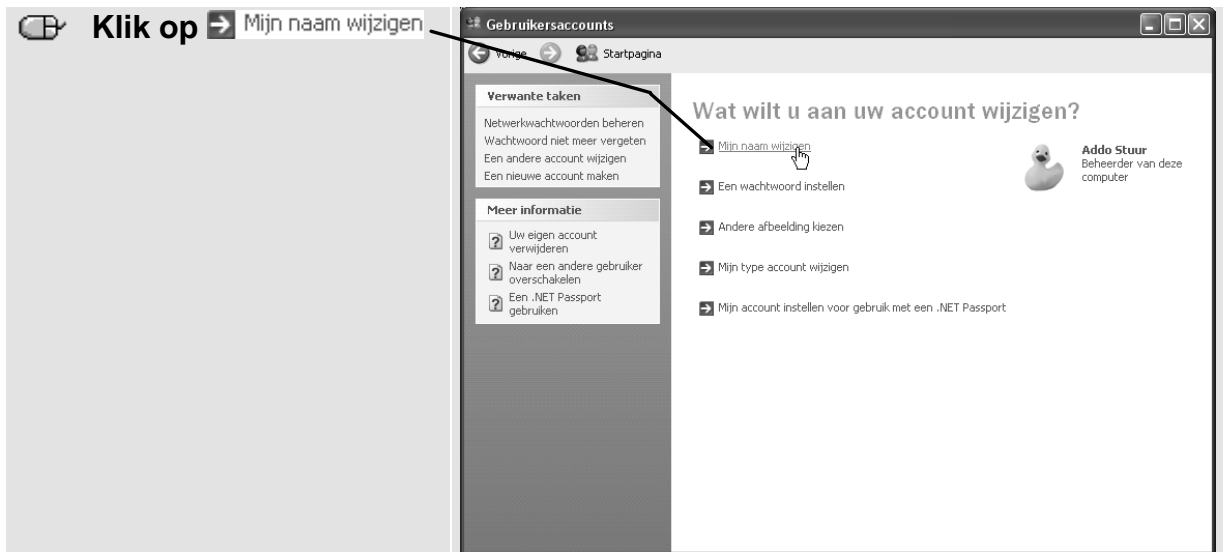 Klik op Mijn naam wijzigen
Gebruikersaccounts
Vorige Startpagina
Verwante taken
Netwerkwachtwoorden beheren
Wachtwoord niet meer vergeten
Een andere account wijzigen
Een nieuwe account maken
Meer informatie
Uw eigen account
verwijderen
Naar een andere gebruiker
overschakelen
Een .NET Passport
gebruiken
Wat wilt u aan uw account wijzigen?
Mijn naam wijzigen
Een wachtwoord instellen
Andere afbeelding kiezen
Mijn type account wijzigen
Mijn account instellen voor gebruik met een .NET Passport
Addo Stuur
Beheerder van deze
computer